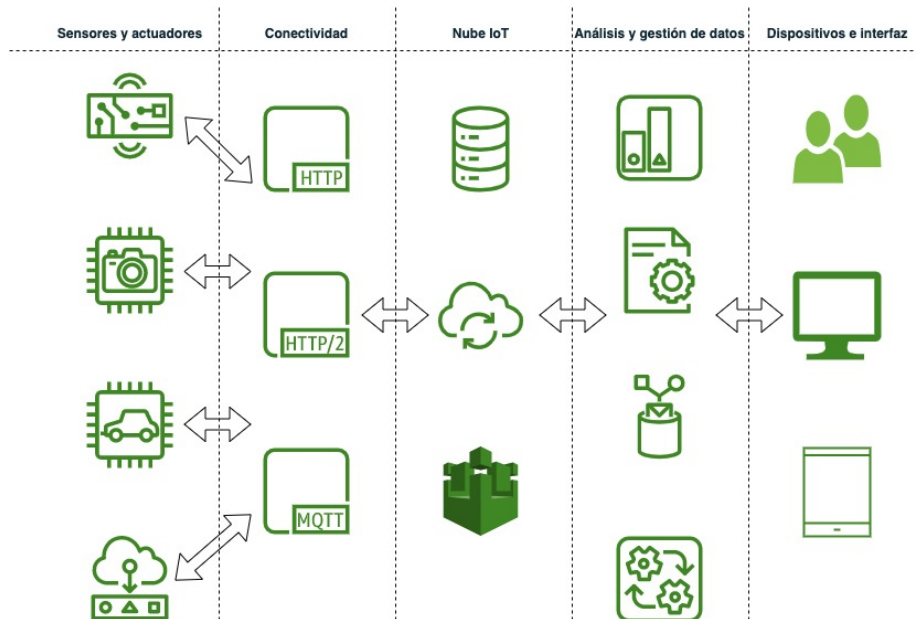 Sensores y actuadores
Conectividad
Nube IoT
Análisis y gestión de datos
Dispositivos e interfaz
HTTP
HTTP/2
MQTT